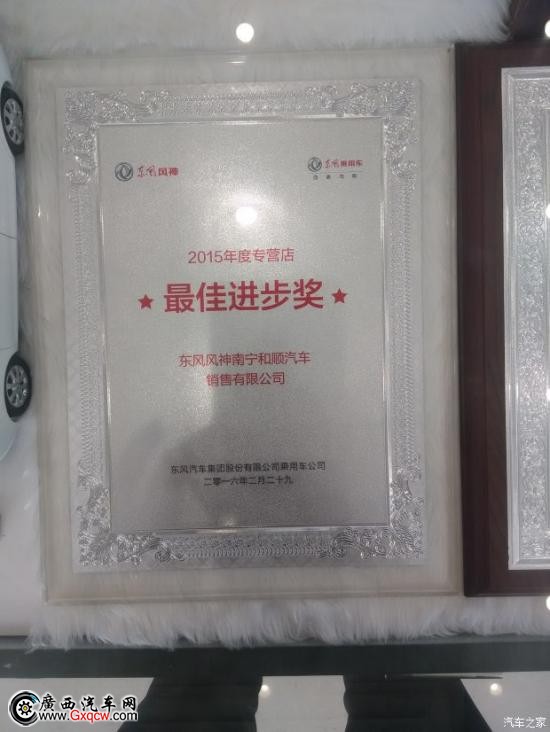 东风风神
东风乘用车
2015年度专营店
★ 最佳进步奖 ★
东风风神南宁和顺汽车
销售有限公司
东风汽车集团股份有限公司乘用车公司
二零一六年二月二十九
廣西汽车网
www.Gxqcw.com
汽车之家